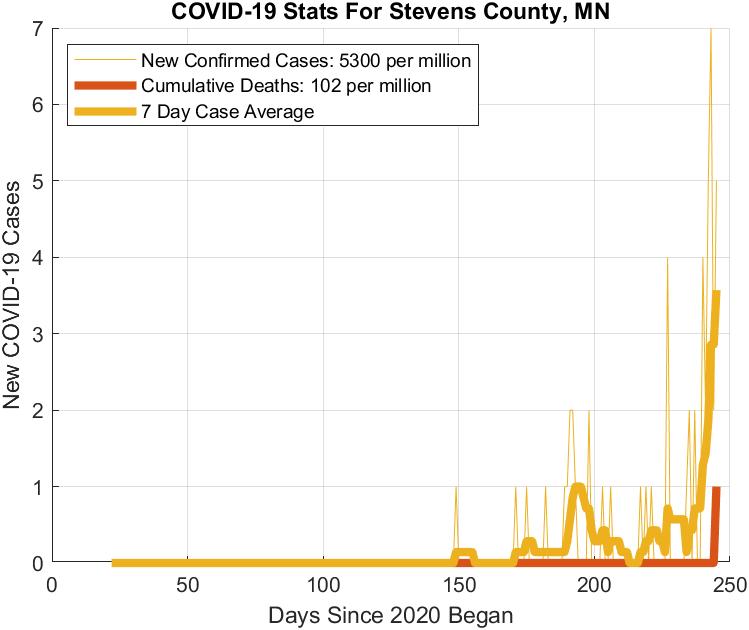 COVID-19 Stats For Stevens County, MN
New Confirmed Cases: 5300 per million
Cumulative Deaths: 102 per million
7 Day Case Average
New COVID-19 Cases
7
6
5
4
3
2
1
0
0 50 100 150 200 250
Days Since 2020 Began